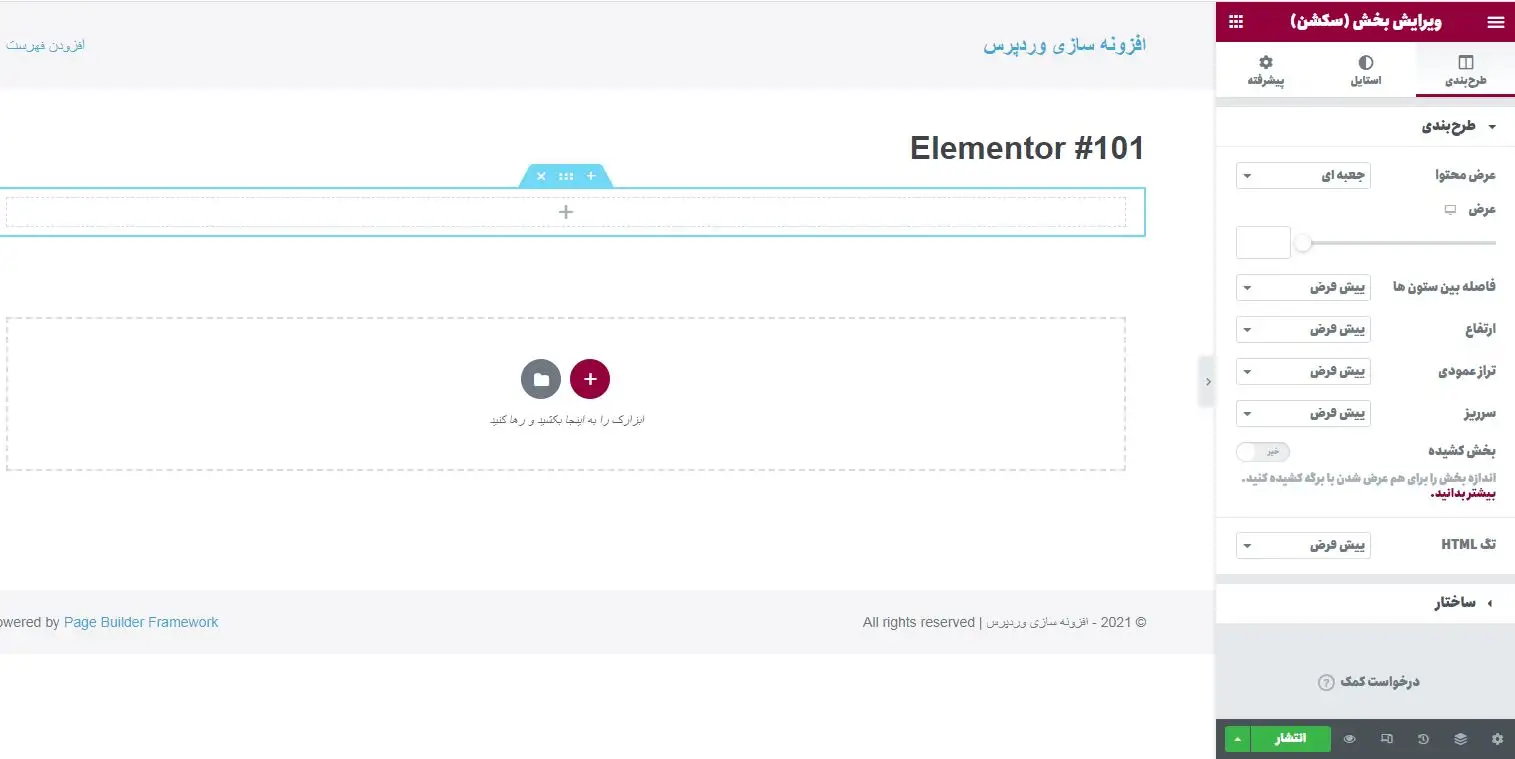 ویرایش بخش (سکشن)
طرح‌بندی
استایل
پیشرفته
طرح‌بندی
عرض محتوا
جعبه ای
عرض
فاصله بین ستون ها
پیش فرض
ارتفاع
پیش فرض
تراز عمودی
پیش فرض
سرریز
پیش فرض
بخش کشیده
خیر
اندازه بخش را برای هم عرض شدن با برگه کشیده کنید.
بیشتر بدانید.
تگ HTML
پیش فرض
ساختار
درخواست کمک
انتشار
افزونه سازی وردپرس
افزودن فهرست
Elementor #101
ابزارک را به اینجا بکشید و رها کنید
© 2021 - افزونه سازی وردپرس | All rights reserved
owered by Page Builder Framework